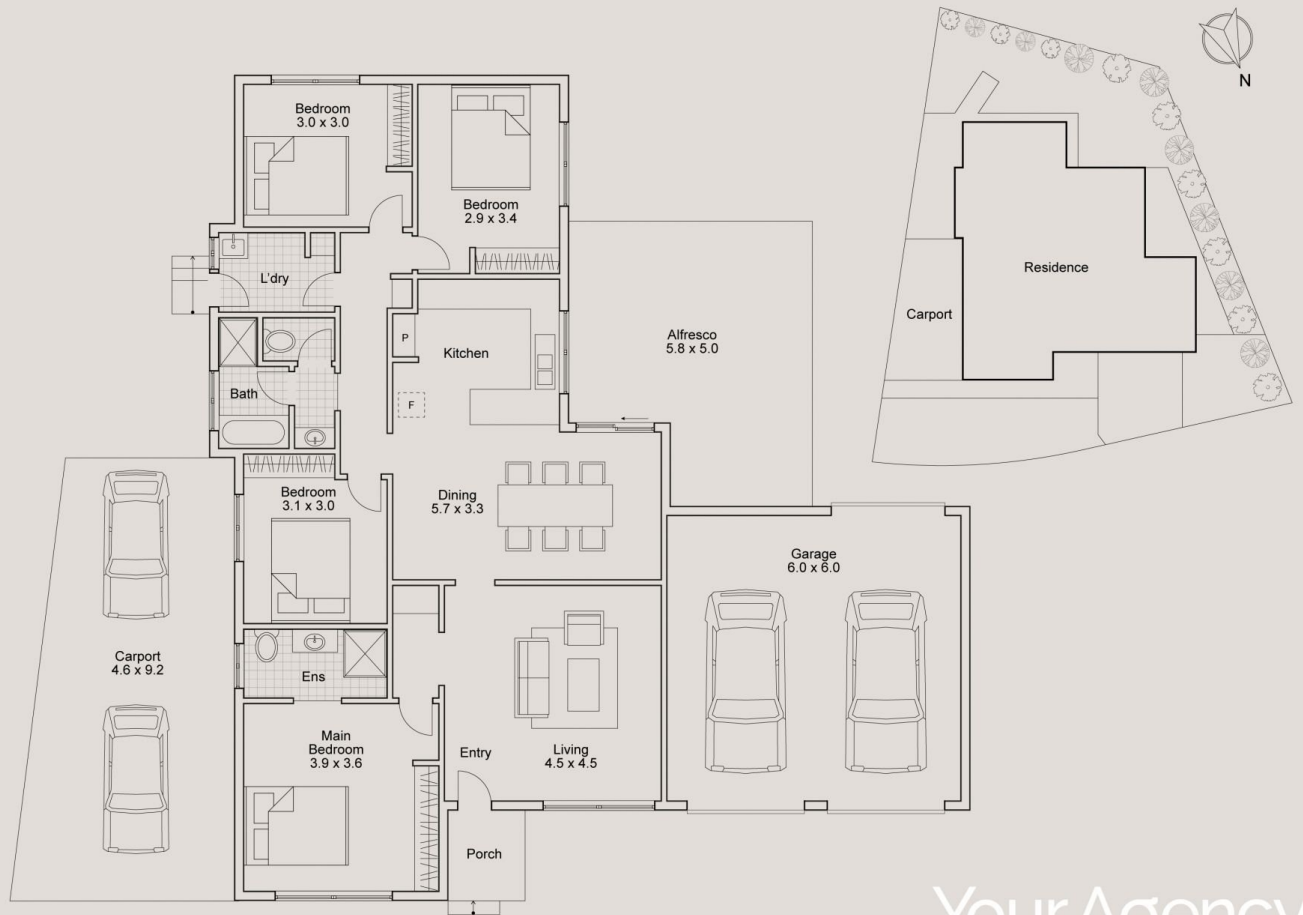 N
Bedroom
3.0 x 3.0
Bedroom
2.9 x 3.4
L'dry
Residence
Carport
Alfresco
5.8 x 5.0
P
Kitchen
Bath
F
Bedroom
3.1 x 3.0
Dining
5.7 x 3.3
Garage
6.0 x 6.0
Carport
4.6 x 9.2
Ens
Main
Bedroom
3.9 x 3.6
Entry
Living
4.5 x 4.5
Porch
Your Agency